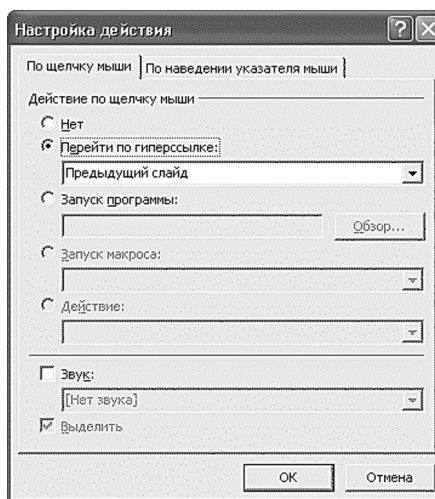 Настройка действия
По щелчку мыши
По наведении указателя мыши
Действие по щелчку мыши
Нет
Перейти по гиперссылке:
Предыдущий слайд
Запуск программы:
Обзор...
Запуск макроса:
Действие:
Звук:
[Нет звука]
Выделить
ОК
Отмена